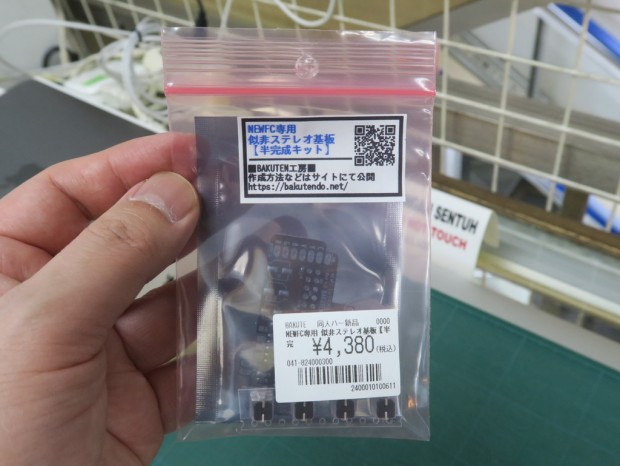 NEWFC専用
似非ステレオ基板
【半完成キット】
■BAKUTEN工房■
作成方法などはサイトにて公開
https://bakutendo.net/
SENTUH
TOUCH
BAKUTE 同人ハー新品 0000
NEWFC専用 似非ステレオ基板【半
完 ¥4,380(税込)
041-824000300
2400010100611